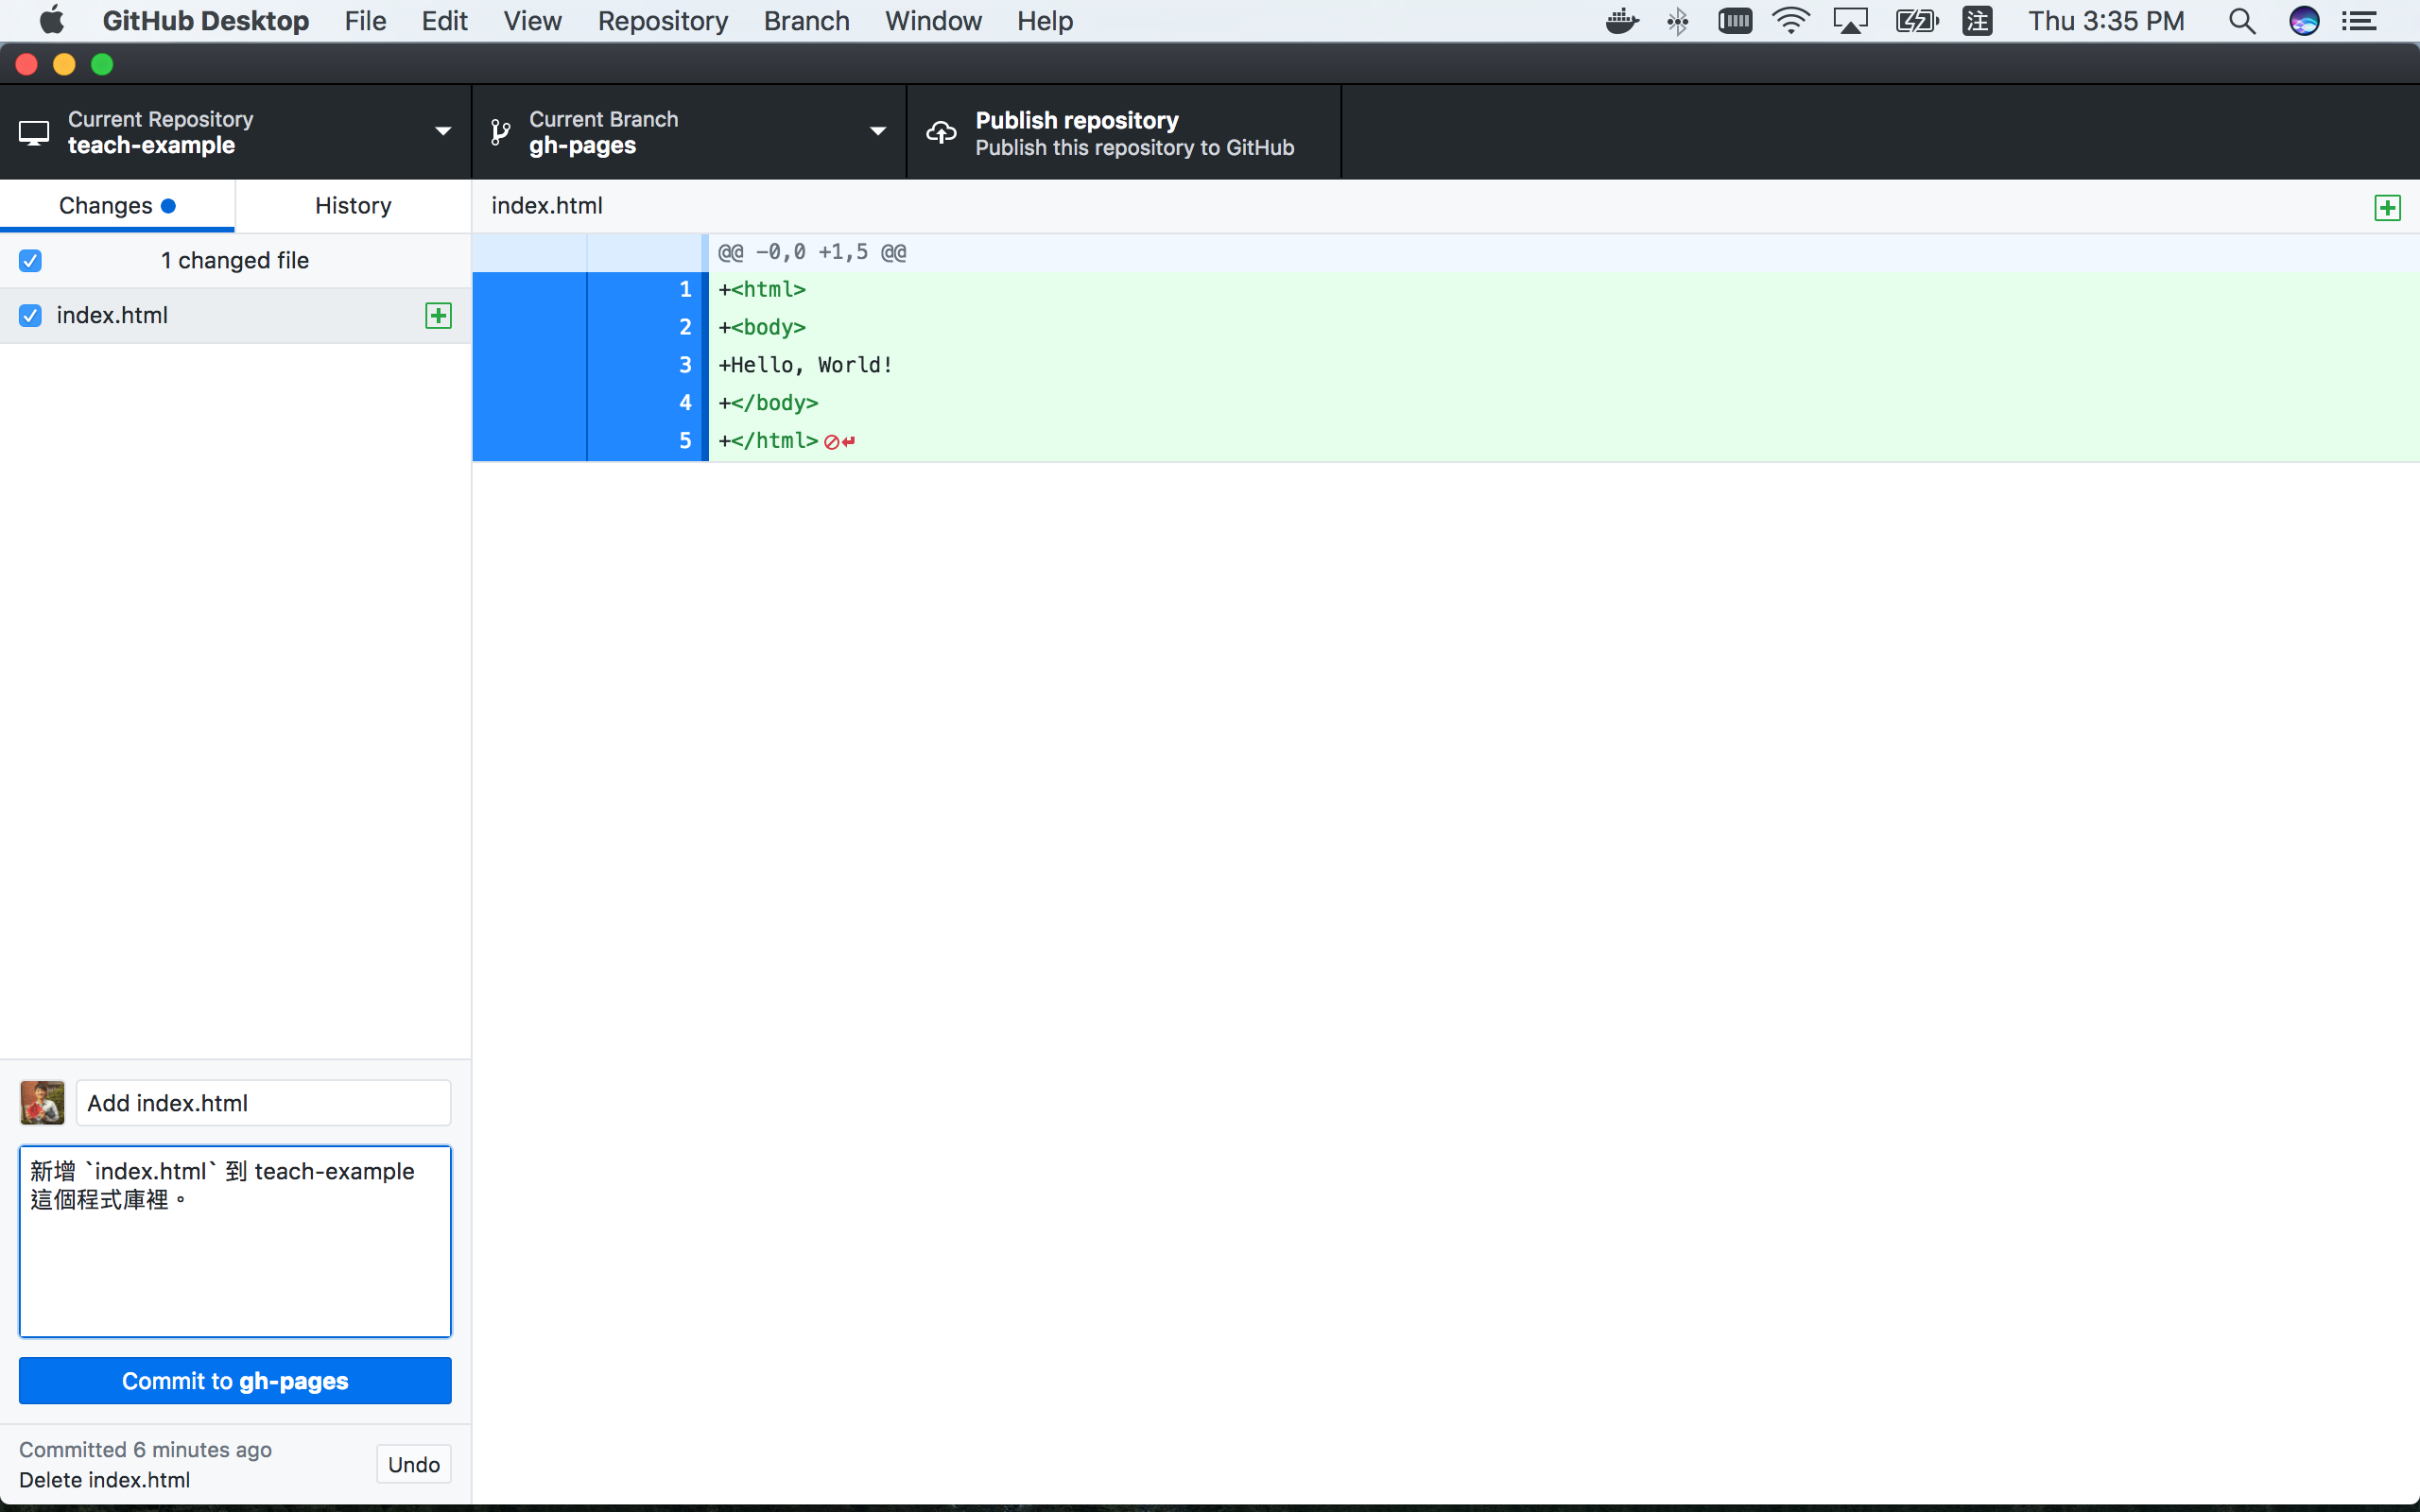 GitHub Desktop File Edit View Repository Branch Window Help 注 Thu 3:35 PM
Current Repository
teach-example
Current Branch
gh-pages
Publish repository
Publish this repository to GitHub
Changes
History
index.html
1 changed file
index.html
@@ -0,0 +1,5 @@
1 +<html>
2 +<body>
3 +Hello, World!
4 +</body>
5 +</html>
Add index.html
新增 `index.html` 到 teach-example
這個程式庫裡。
Commit to gh-pages
Committed 6 minutes ago
Delete index.html
Undo